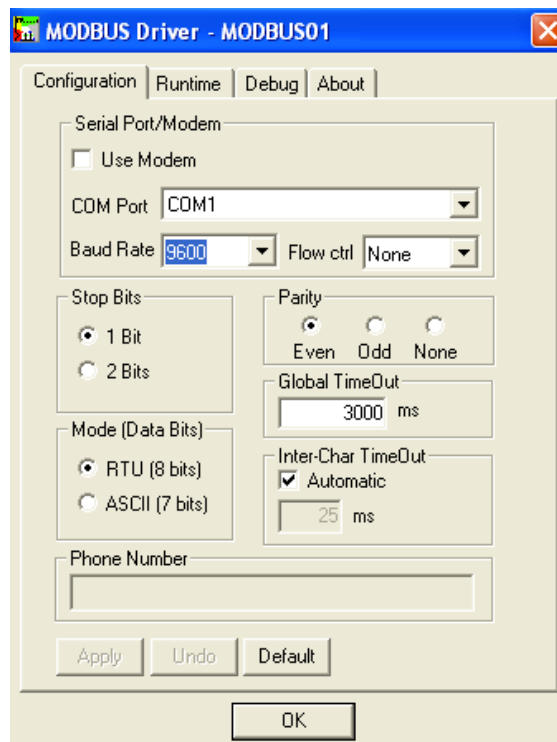 MODBUS Driver - MODBUS01
Configuration Runtime Debug About
Serial Port/Modem
Use Modem
COM Port COM1
Baud Rate 9600 Flow ctrl None
Stop Bits
1 Bit
2 Bits
Parity
Even Odd None
Global TimeOut
3000 ms
Mode (Data Bits)
RTU (8 bits)
ASCII (7 bits)
Inter-Char TimeOut
Automatic
25 ms
Phone Number
Apply Undo Default
OK